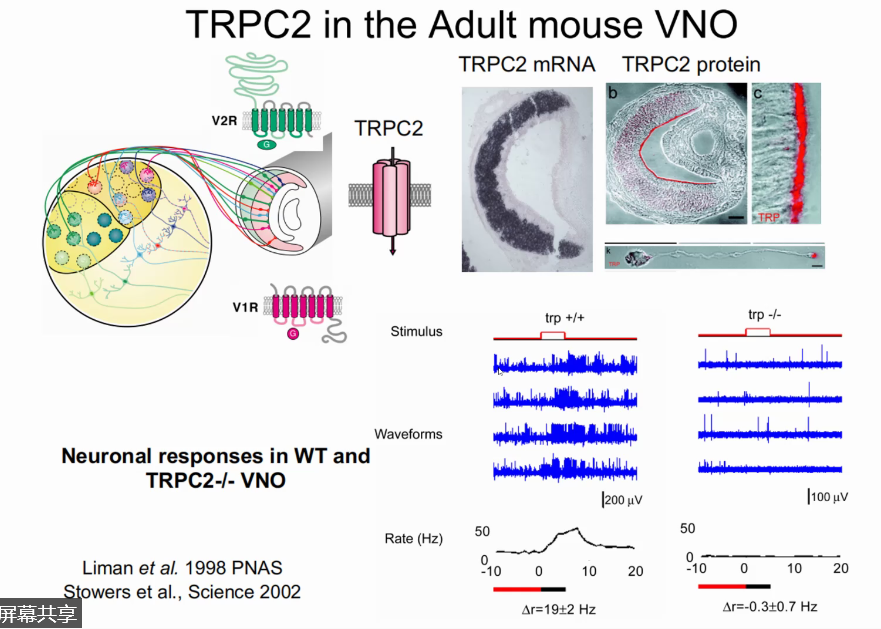 TRPC2 in the Adult mouse VNO
TRPC2 mRNA
TRPC2 protein
V2R
G
TRPC2
b
c
TRP
k
TRP
V1R
G
Stimulus
trp +/+
trp -/-
Waveforms
200 µV
100 µV
Neuronal responses in WT and
TRPC2-/- VNO
Rate (Hz)
50
0
-10 0 10 20
Δr=19±2 Hz
50
0
-10 0 10 20
Δr=-0.3±0.7 Hz
Liman et al. 1998 PNAS
Stowers et al., Science 2002
屏幕共享